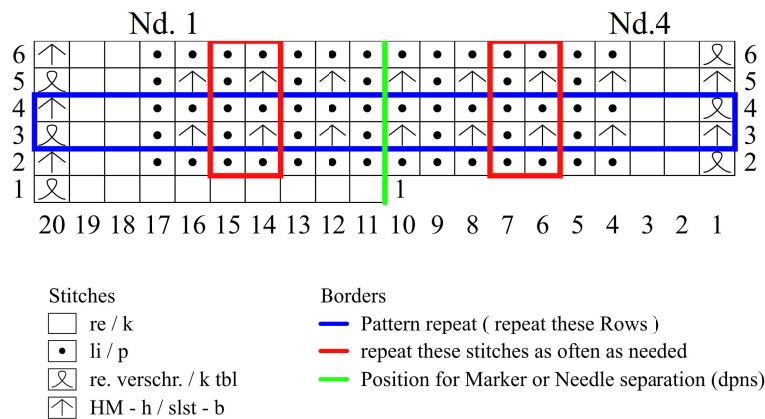 Nd. 1 Nd.4
6 6
5 5
4 4
3 3
2 2
1 1
20 19 18 17 16 15 14 13 12 11 10 9 8 7 6 5 4 3 2 1
Stitches
re / k
li / p
re. verschr. / k tbl
HM - h / slst - b
Borders
Pattern repeat ( repeat these Rows )
repeat these stitches as often as needed
Position for Marker or Needle separation (dpns)